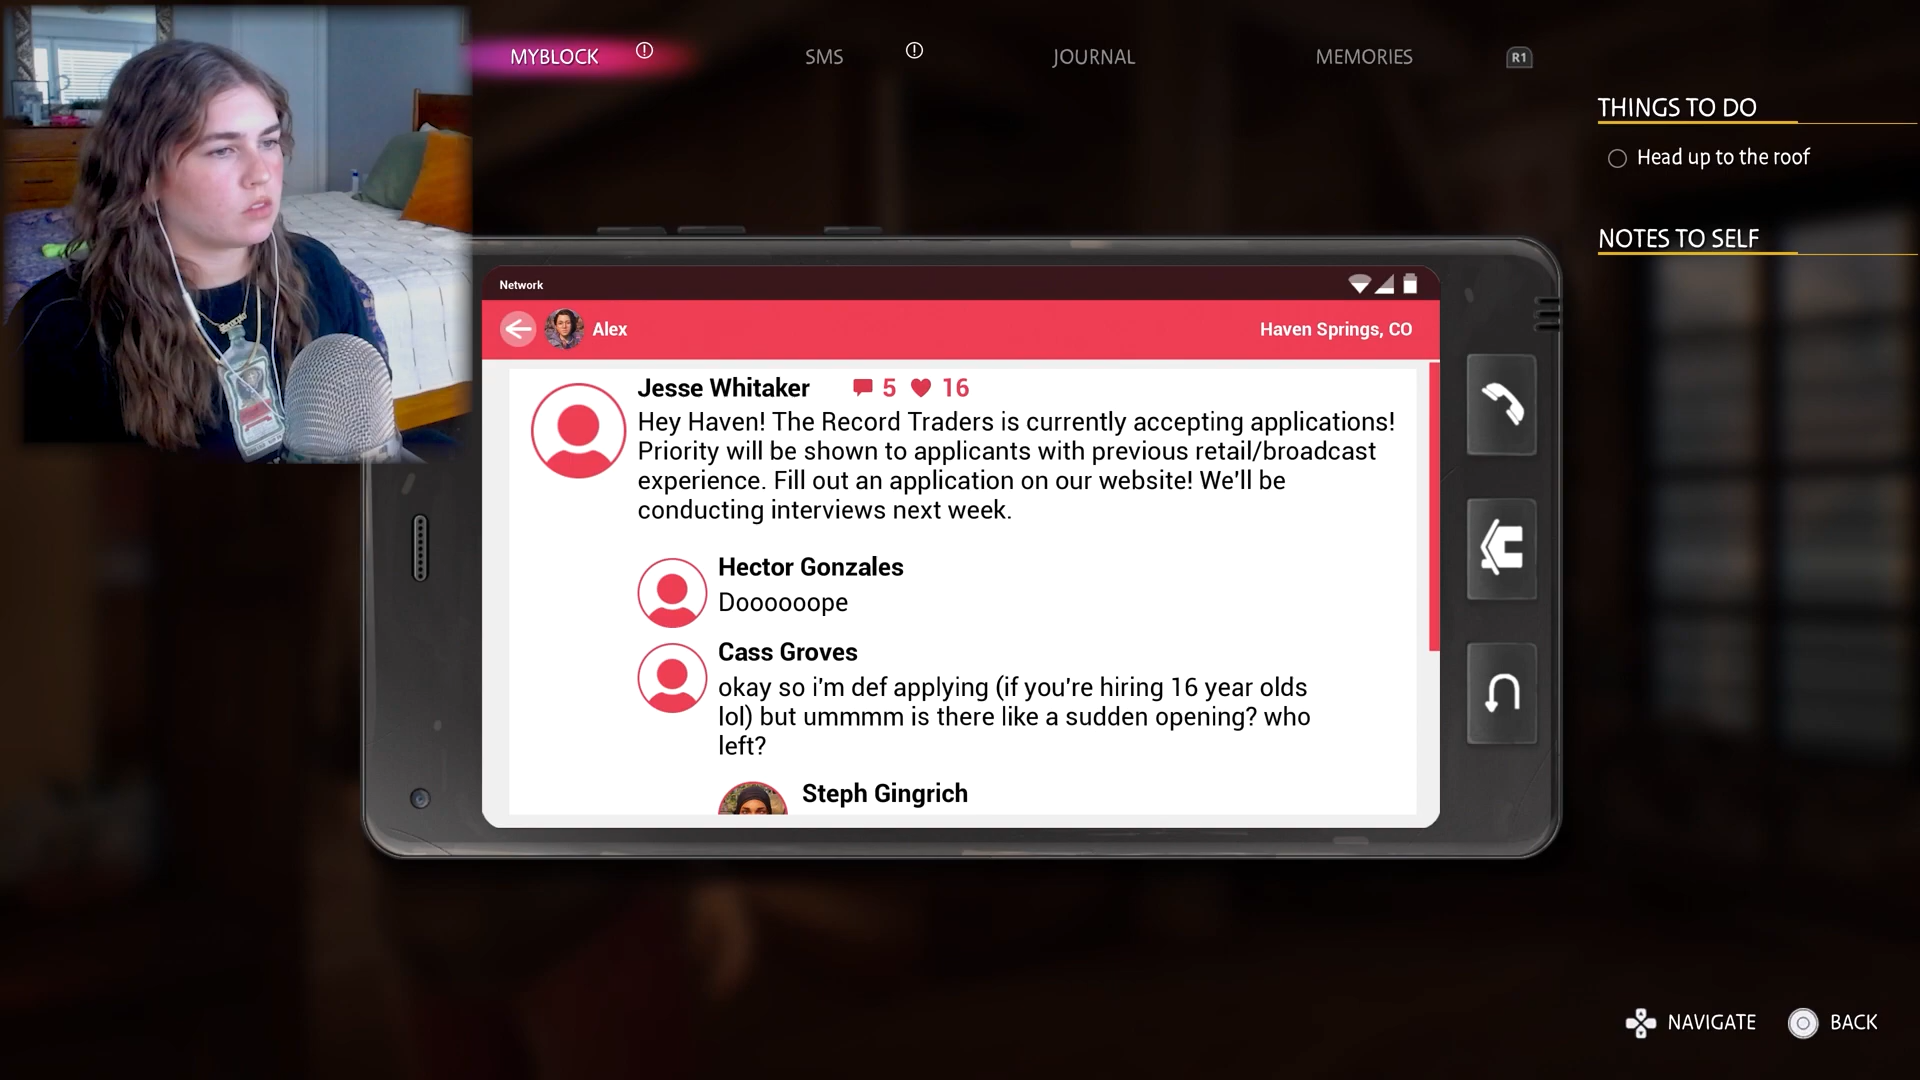 MYBLOCK
SMS
JOURNAL
MEMORIES
R1
THINGS TO DO
Head up to the roof
NOTES TO SELF
Network
Alex
Haven Springs, CO
Jesse Whitaker 5 16
Hey Haven! The Record Traders is currently accepting applications!
Priority will be shown to applicants with previous retail/broadcast
experience. Fill out an application on our website! We'll be
conducting interviews next week.
Hector Gonzales
Doooooope
Cass Groves
okay so i'm def applying (if you're hiring 16 year olds
lol) but ummmm is there like a sudden opening? who
left?
Steph Gingrich
NAVIGATE
BACK